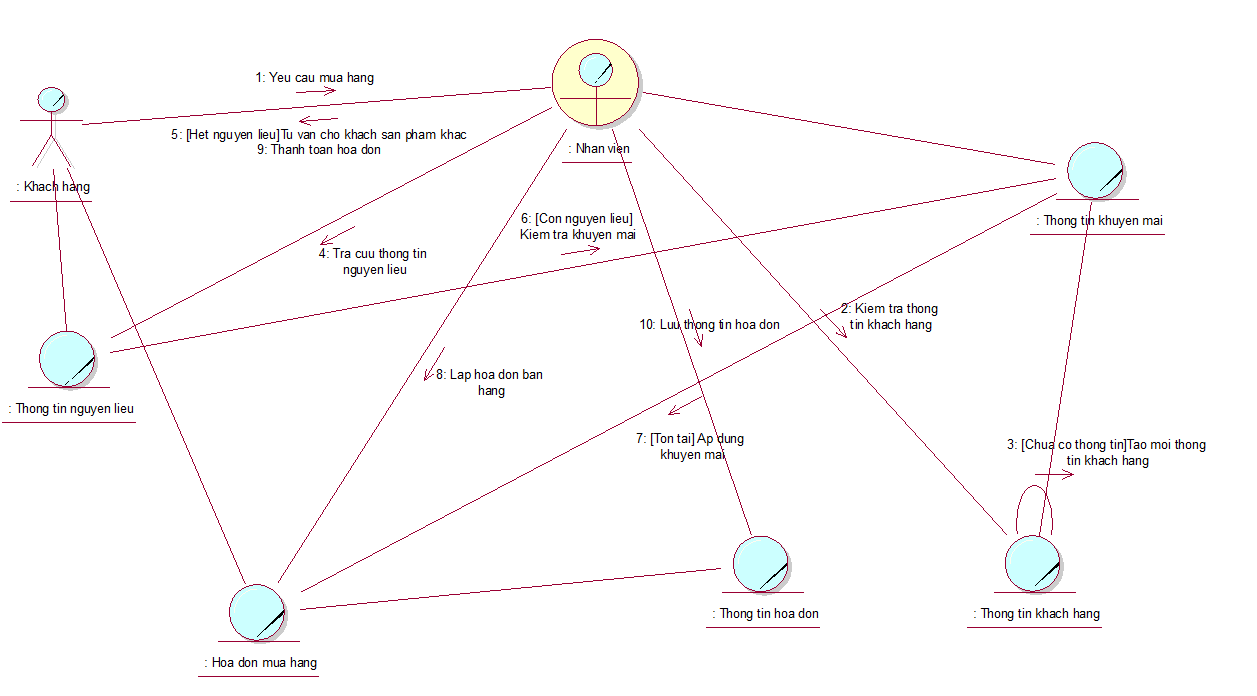 1: Yeu cau mua hang
5: [Het nguyen lieu]Tu van cho khach san pham khac
9: Thanh toan hoa don
: Nhan vien
: Khach hang
6: [Con nguyen lieu]
Kiem tra khuyen mai
: Thong tin khuyen mai
4: Tra cuu thong tin
nguyen lieu
2: Kiem tra thong
tin khach hang
10: Luu thong tin hoa don
8: Lap hoa don ban
hang
: Thong tin nguyen lieu
7: [Ton tai] Ap dung
khuyen mai
3: [Chua co thong tin]Tao moi thong
tin khach hang
: Thong tin hoa don
: Thong tin khach hang
: Hoa don mua hang